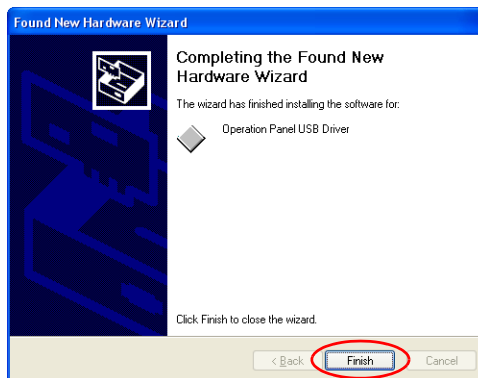 Found New Hardware Wizard
Completing the Found New
Hardware Wizard
The wizard has finished installing the software for:
Operation Panel USB Driver
Click Finish to close the wizard.
< Back
Finish
Cancel